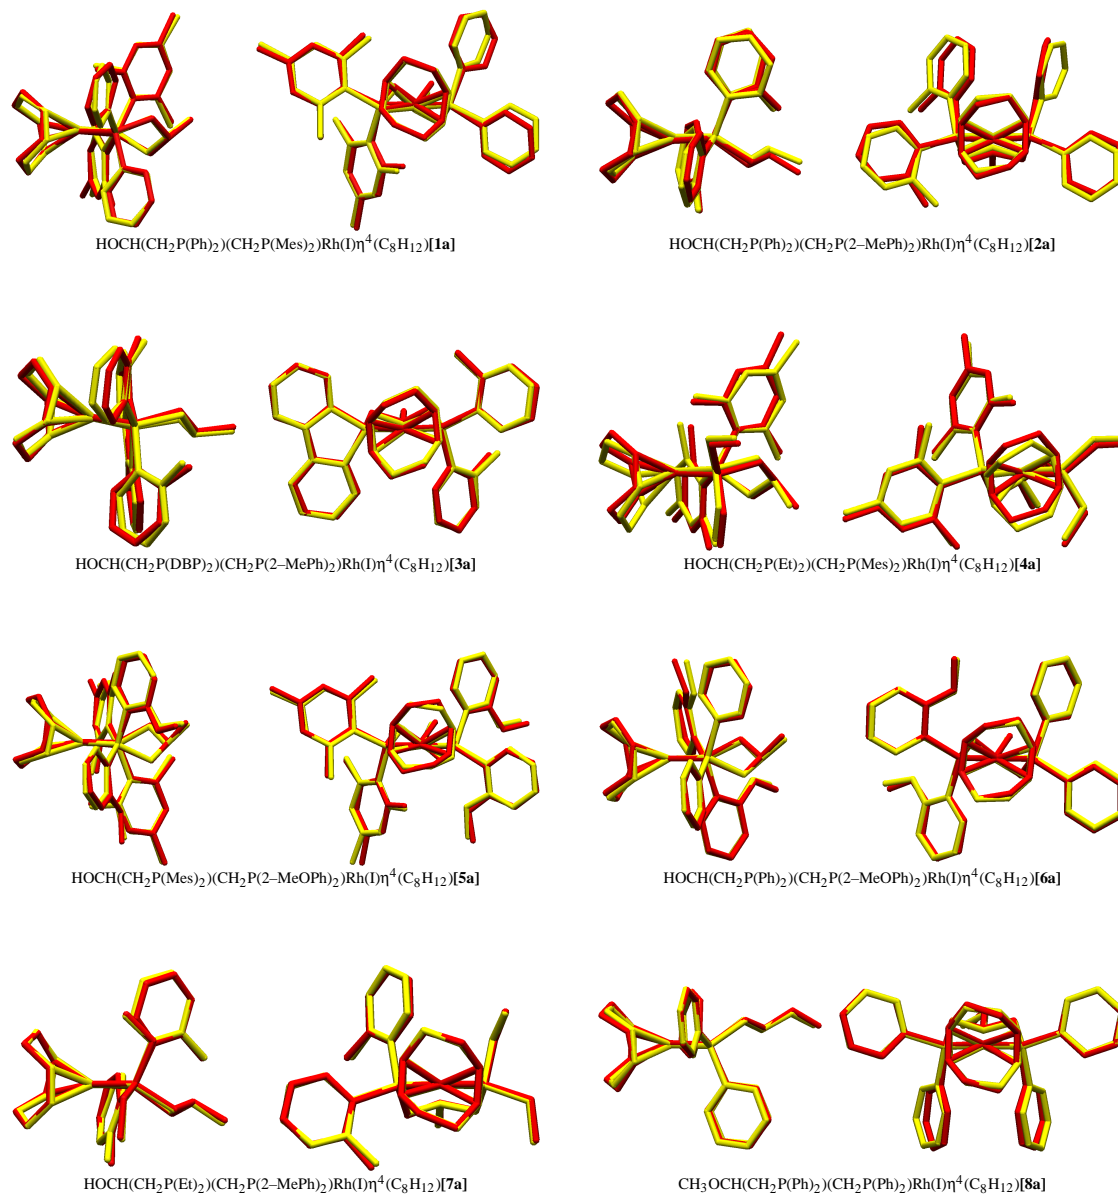 HOCH(CH₂P(Ph)₂)(CH₂P(Mes)₂)Rh(I)η⁴(C₈H₁₂)[1a]
HOCH(CH₂P(Ph)₂)(CH₂P(2–MePh)₂)Rh(I)η⁴(C₈H₁₂)[2a]
HOCH(CH₂P(DBP)₂)(CH₂P(2–MePh)₂)Rh(I)η⁴(C₈H₁₂)[3a]
HOCH(CH₂P(Et)₂)(CH₂P(Mes)₂)Rh(I)η⁴(C₈H₁₂)[4a]
HOCH(CH₂P(Mes)₂)(CH₂P(2–MeOPh)₂)Rh(I)η⁴(C₈H₁₂)[5a]
HOCH(CH₂P(Ph)₂)(CH₂P(2–MeOPh)₂)Rh(I)η⁴(C₈H₁₂)[6a]
HOCH(CH₂P(Et)₂)(CH₂P(2–MePh)₂)Rh(I)η⁴(C₈H₁₂)[7a]
CH₃OCH(CH₂P(Ph)₂)(CH₂P(Ph)₂)Rh(I)η⁴(C₈H₁₂)[8a]